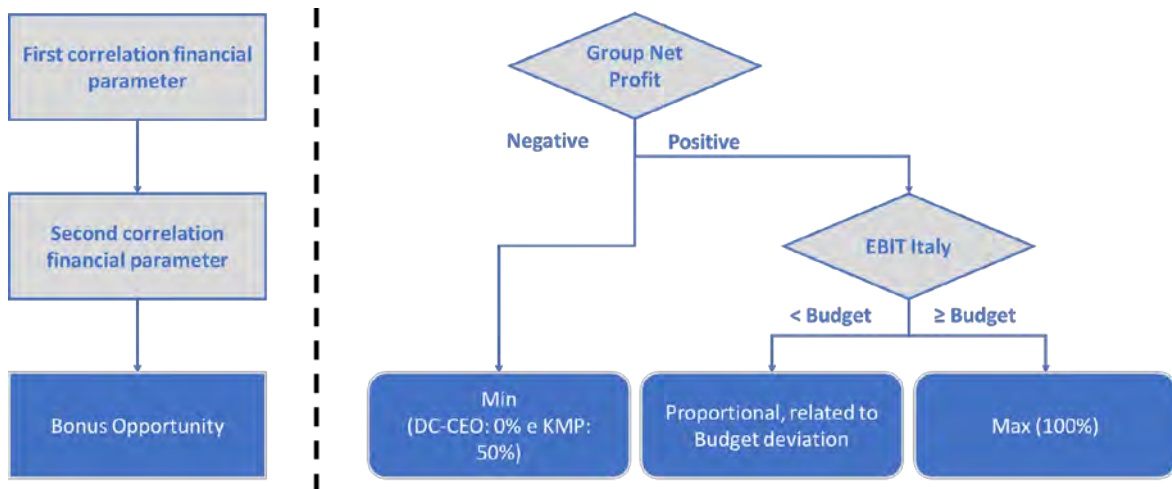 First correlation financial
parameter
Second correlation
financial parameter
Bonus Opportunity
Group Net
Profit
Negative
Positive
EBIT Italy
< Budget
≥ Budget
Min
(DC-CEO: 0% e KMP:
50%)
Proportional, related to
Budget deviation
Max (100%)